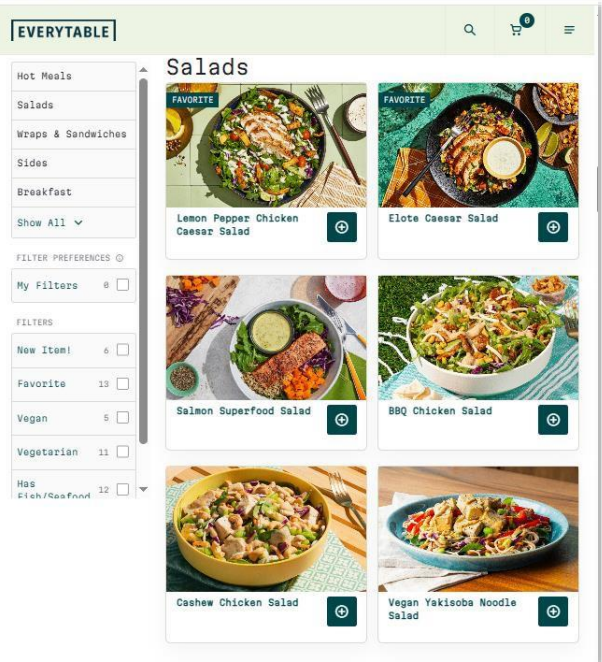 EVERYTABLE
0
Hot Meals
Salads
Wraps & Sandwiches
Sides
Breakfast
Show All
FILTER PREFERENCES
My Filters 0
FILTERS
New Item! 6
Favorite 13
Vegan 5
Vegetarian 11
Has
Fish/Seafood 12
Salads
FAVORITE
Lemon Pepper Chicken
Caesar Salad
FAVORITE
Elote Caesar Salad
Salmon Superfood Salad
BBQ Chicken Salad
Cashew Chicken Salad
Vegan Yakisoba Noodle
Salad